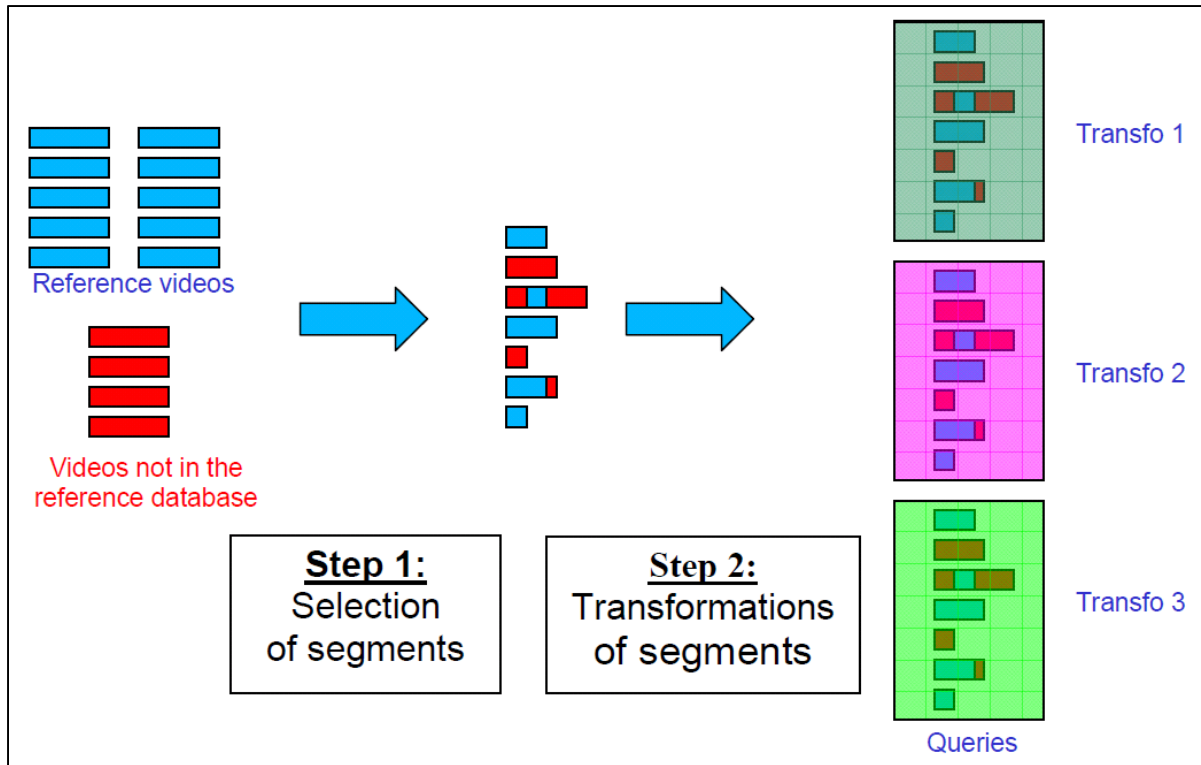 Reference videos
Videos not in the
reference database
Step 1:
Selection
of segments
Step 2:
Transformations
of segments
Transfo 1
Transfo 2
Transfo 3
Queries